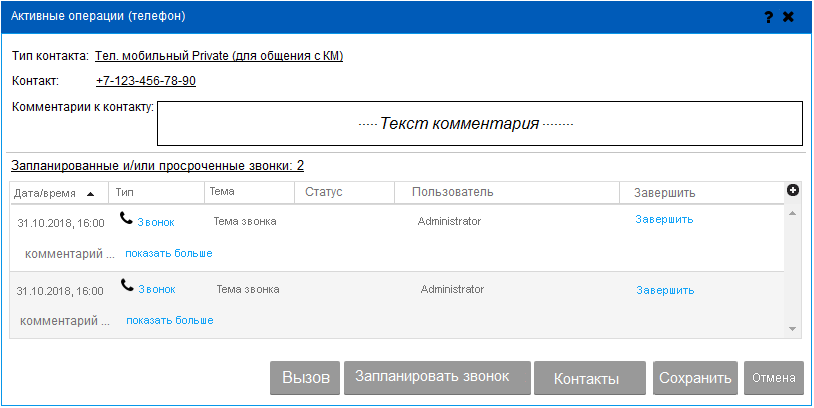 Активные операции (телефон) ? ✖
Тип контакта: Тел. мобильный Private (для общения с КМ)
Контакт: +7-123-456-78-90
Комментарии к контакту:
----- Текст комментария --------
Запланированные и/или просроченные звонки: 2
Дата/время Тип Тема Статус Пользователь Завершить
31.10.2018, 16:00 Звонок Тема звонка Administrator Завершить
комментарий ... показать больше
31.10.2018, 16:00 Звонок Тема звонка Administrator Завершить
комментарий ... показать больше
Вызов Запланировать звонок Контакты Сохранить Отмена